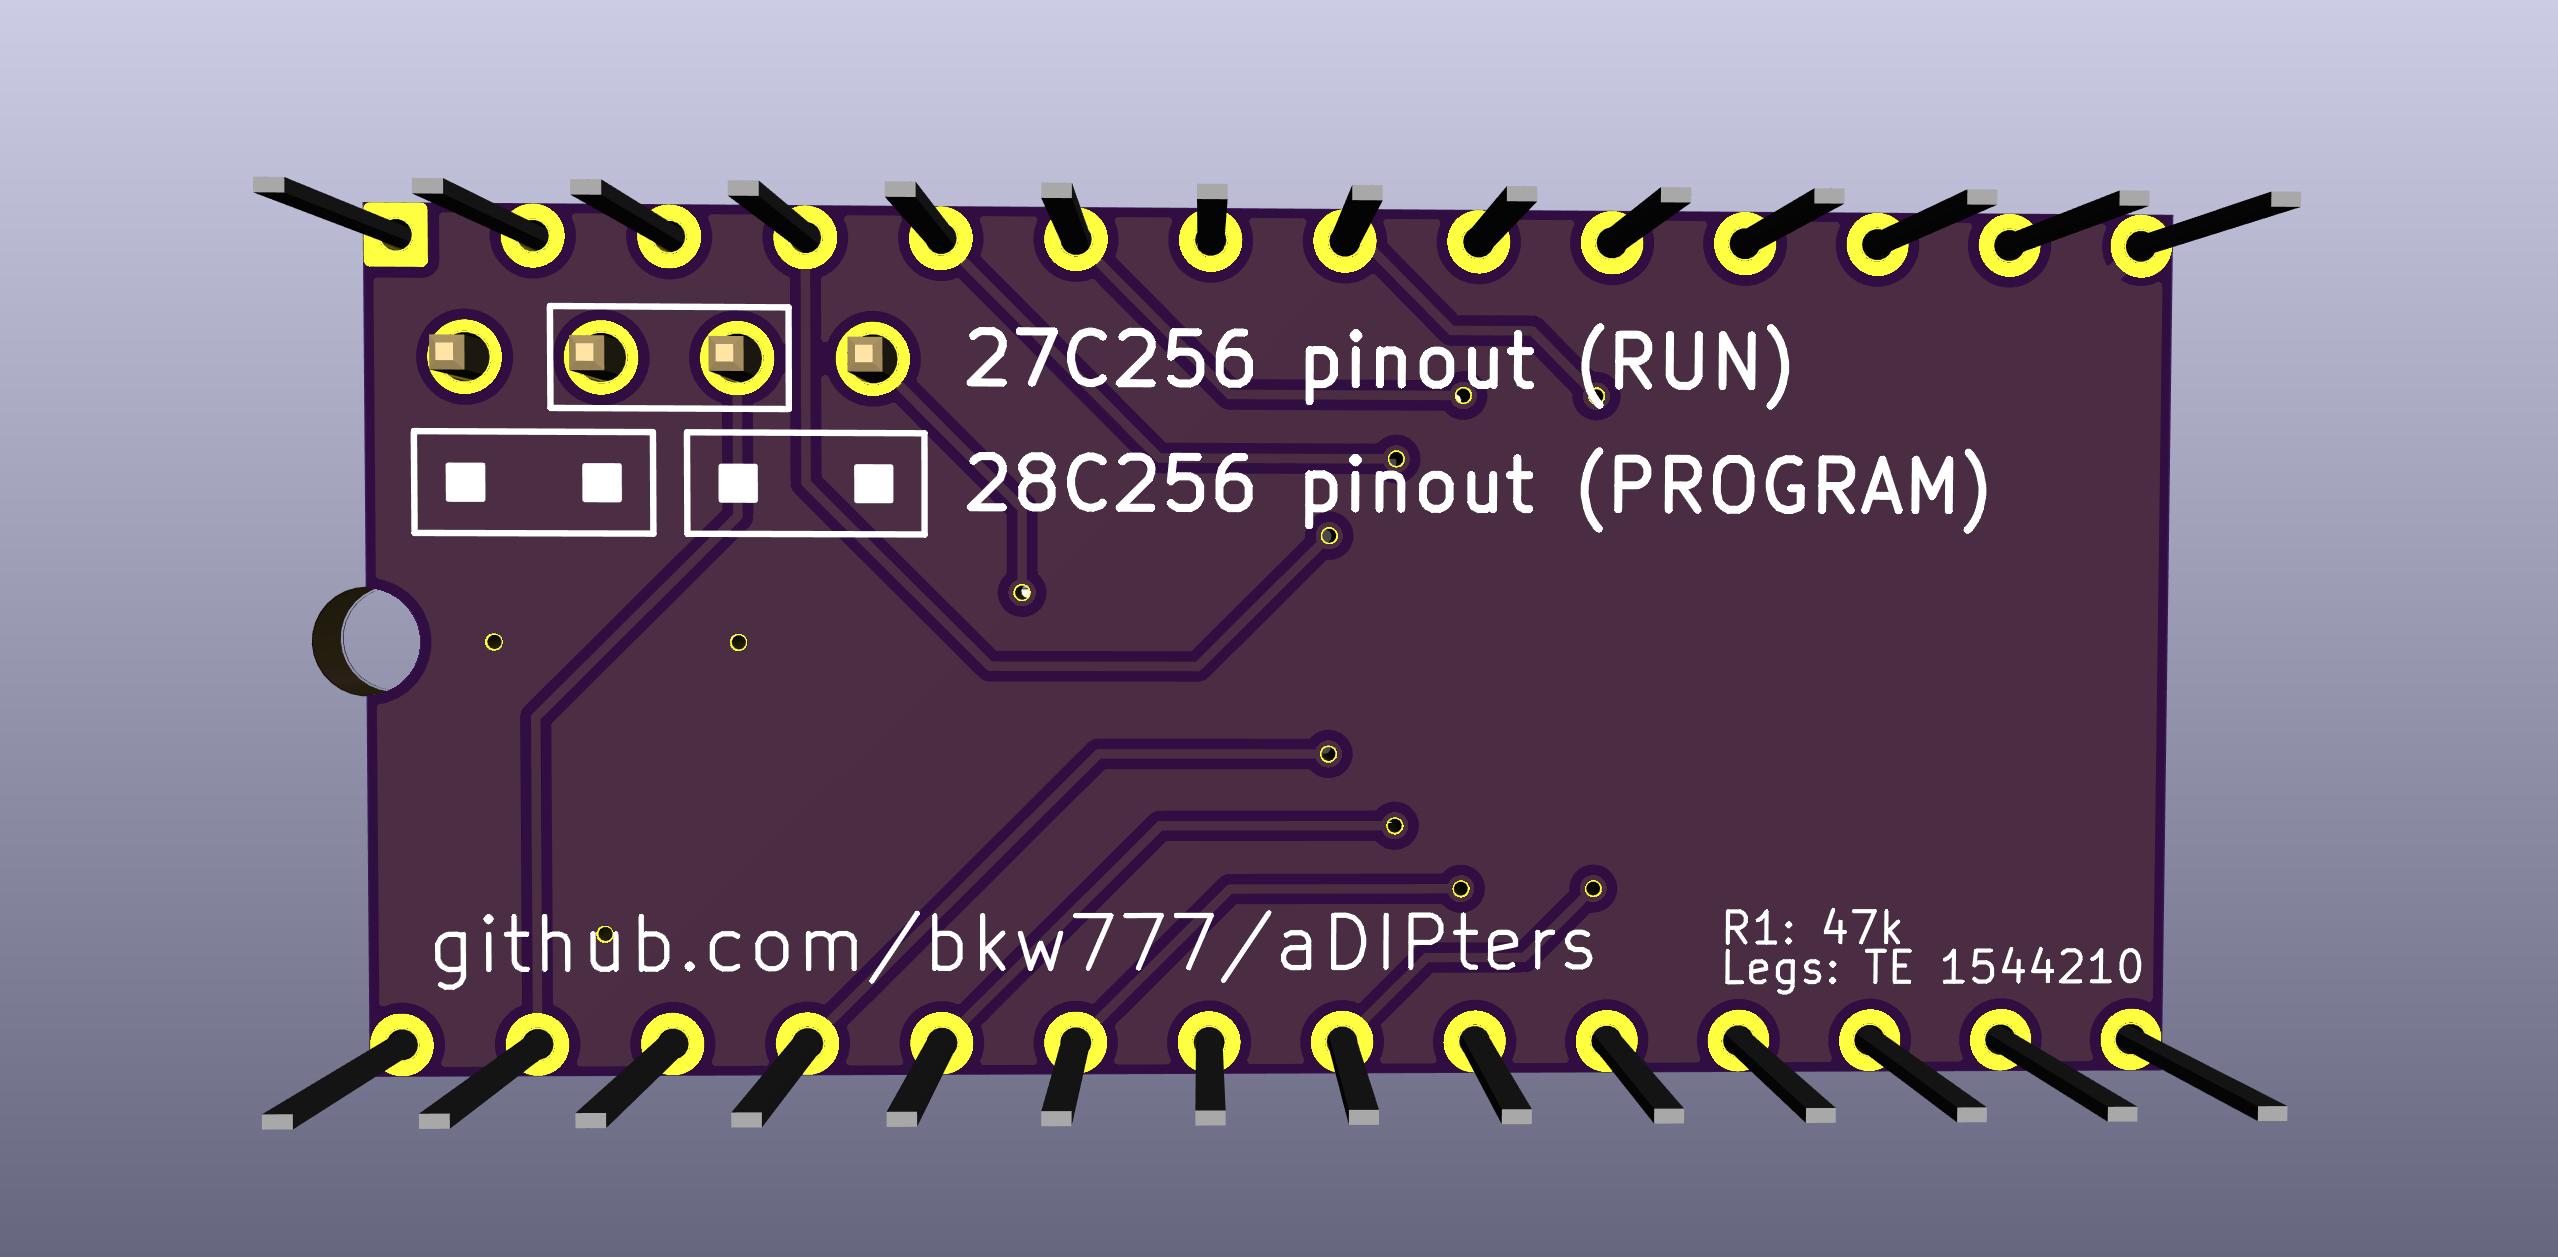 27C256 pinout (RUN)
28C256 pinout (PROGRAM)
github.com/bkw777/aDIPters
R1: 47k
Legs: TE 1544210